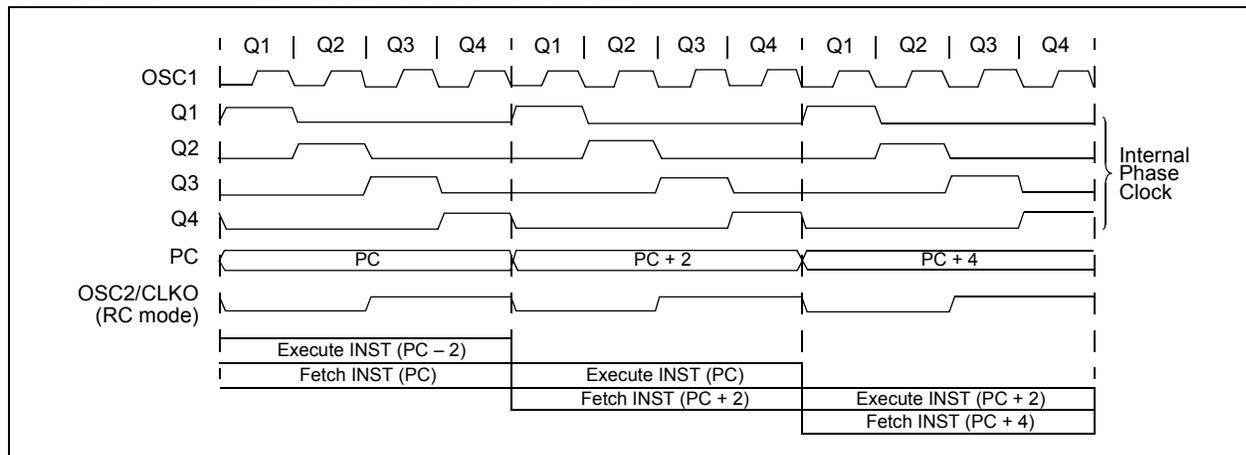 Q1 Q2 Q3 Q4 Q1 Q2 Q3 Q4 Q1 Q2 Q3 Q4
OSC1
Q1
Q2
Q3
Q4
Internal
Phase
Clock
PC PC PC + 2 PC + 4
OSC2/CLKO
(RC mode)
Execute INST (PC – 2)
Fetch INST (PC) Execute INST (PC)
Fetch INST (PC + 2) Execute INST (PC + 2)
Fetch INST (PC + 4)